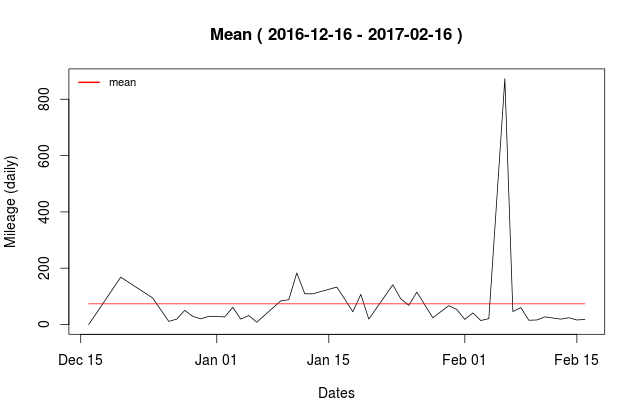 Mean ( 2016-12-16 - 2017-02-16 )
mean
Mileage (daily)
800
600
400
200
0
Dec 15 Jan 01 Jan 15 Feb 01 Feb 15
Dates